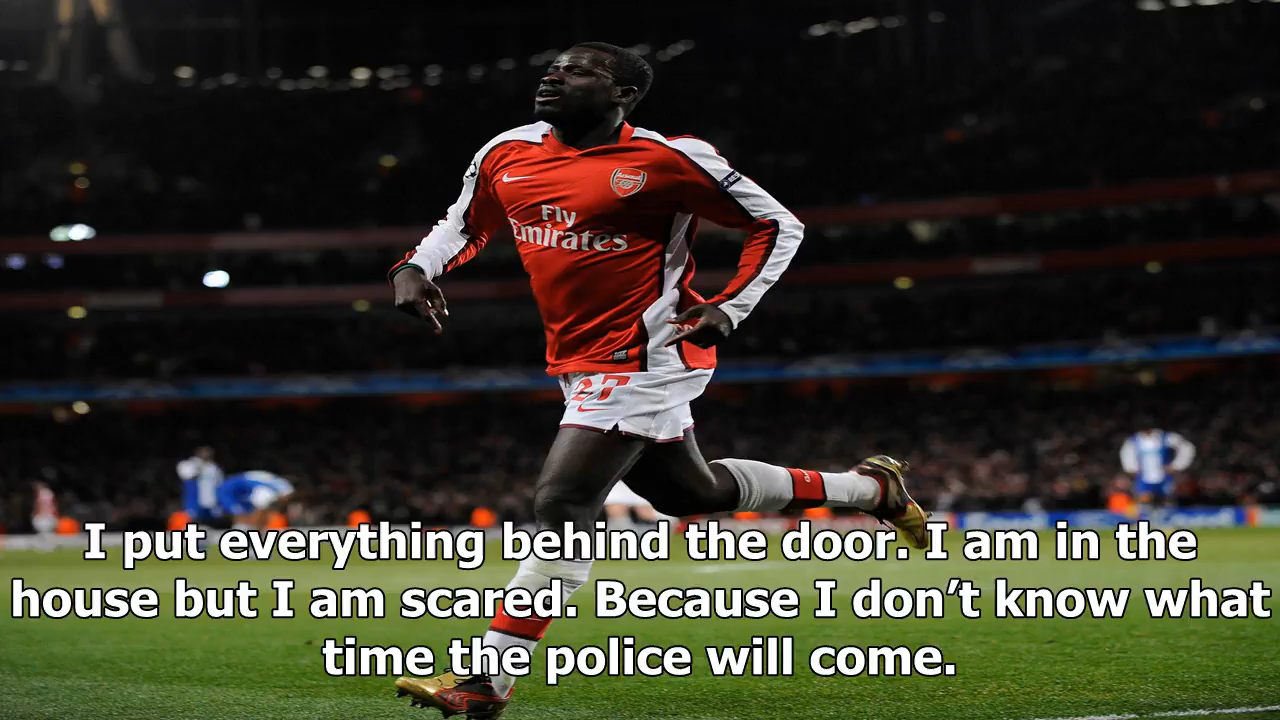 Arsenal
Fly
Emirates
27
I put everything behind the door. I am in the
house but I am scared. Because I don’t know what
time the police will come.